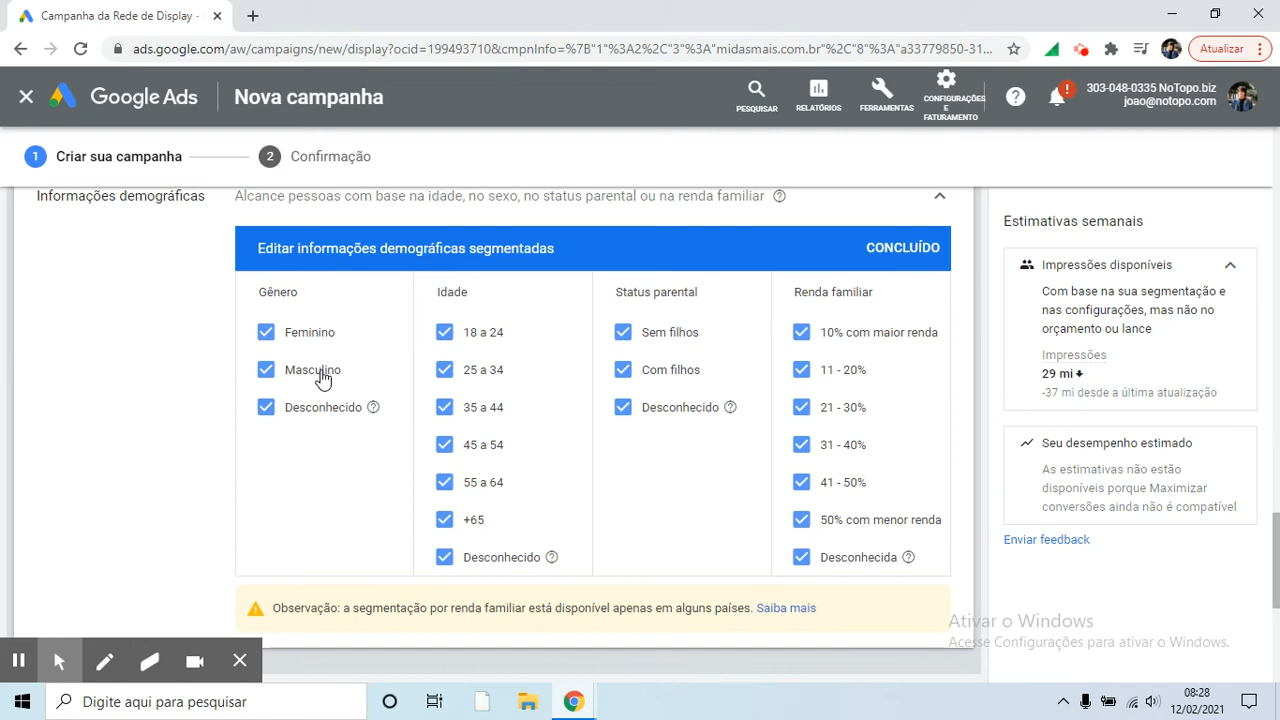 Campanha da Rede de Display -
ads.google.com/aw/campaigns/new/display?ocid=199493710&cmpnInfo=%7B"1"%3A2%2C"3"%3A"midasmais.com.br"%2C"8"%3A"a33779850-31...
Atualizar
Google Ads
Nova campanha
PESQUISAR
RELATÓRIOS
FERRAMENTAS
CONFIGURAÇÕES
E
FATURAMENTO
303-048-0335 NoTopo.biz
joao@notopo.com
1 Criar sua campanha
2 Confirmação
Informações demográficas
Alcance pessoas com base na idade, no sexo, no status parental ou na renda familiar
Editar informações demográficas segmentadas
CONCLUÍDO
Gênero
Feminino
Masculino
Desconhecido
Idade
18 a 24
25 a 34
35 a 44
45 a 54
55 a 64
+65
Desconhecido
Status parental
Sem filhos
Com filhos
Desconhecido
Renda familiar
10% com maior renda
11 - 20%
21 - 30%
31 - 40%
41 - 50%
50% com menor renda
Desconhecida
Observação: a segmentação por renda familiar está disponível apenas em alguns países. Saiba mais
Estimativas semanais
Impressões disponíveis
Com base na sua segmentação e
nas configurações, mas não no
orçamento ou lance
Impressões
29 mi
-37 mi desde a última atualização
Seu desempenho estimado
As estimativas não estão
disponíveis porque Maximizar
conversões ainda não é compatível
Enviar feedback
Ativar o Windows
Acesse Configurações para ativar o Windows.
Digite aqui para pesquisar
08:28
12/02/2021